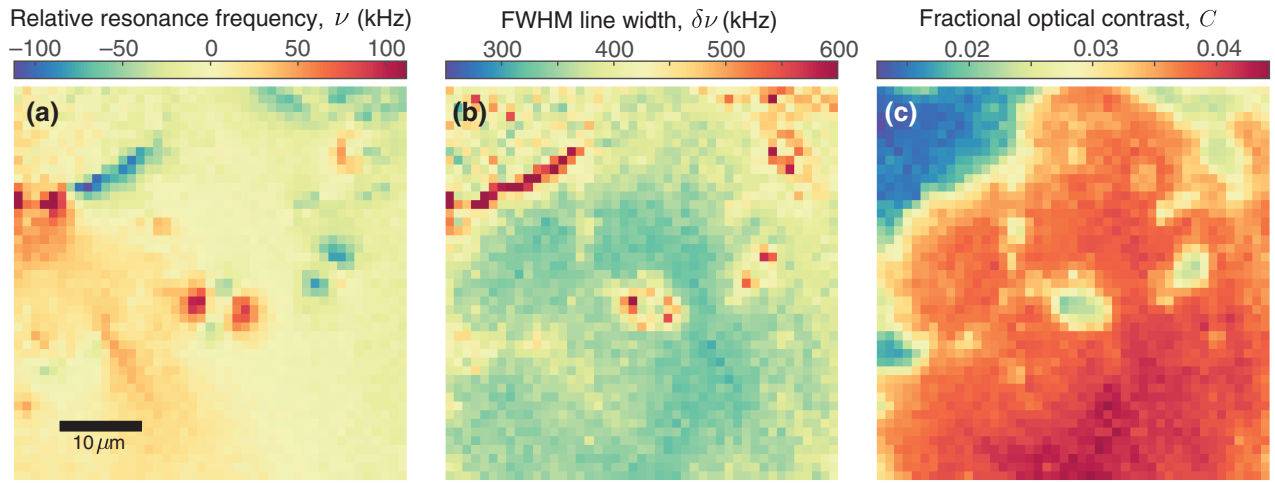 Relative resonance frequency, ν (kHz)
−100 −50 0 50 100
(a)
10 μm
FWHM line width, δν (kHz)
300 400 500 600
(b)
Fractional optical contrast, C
0.02 0.03 0.04
(c)